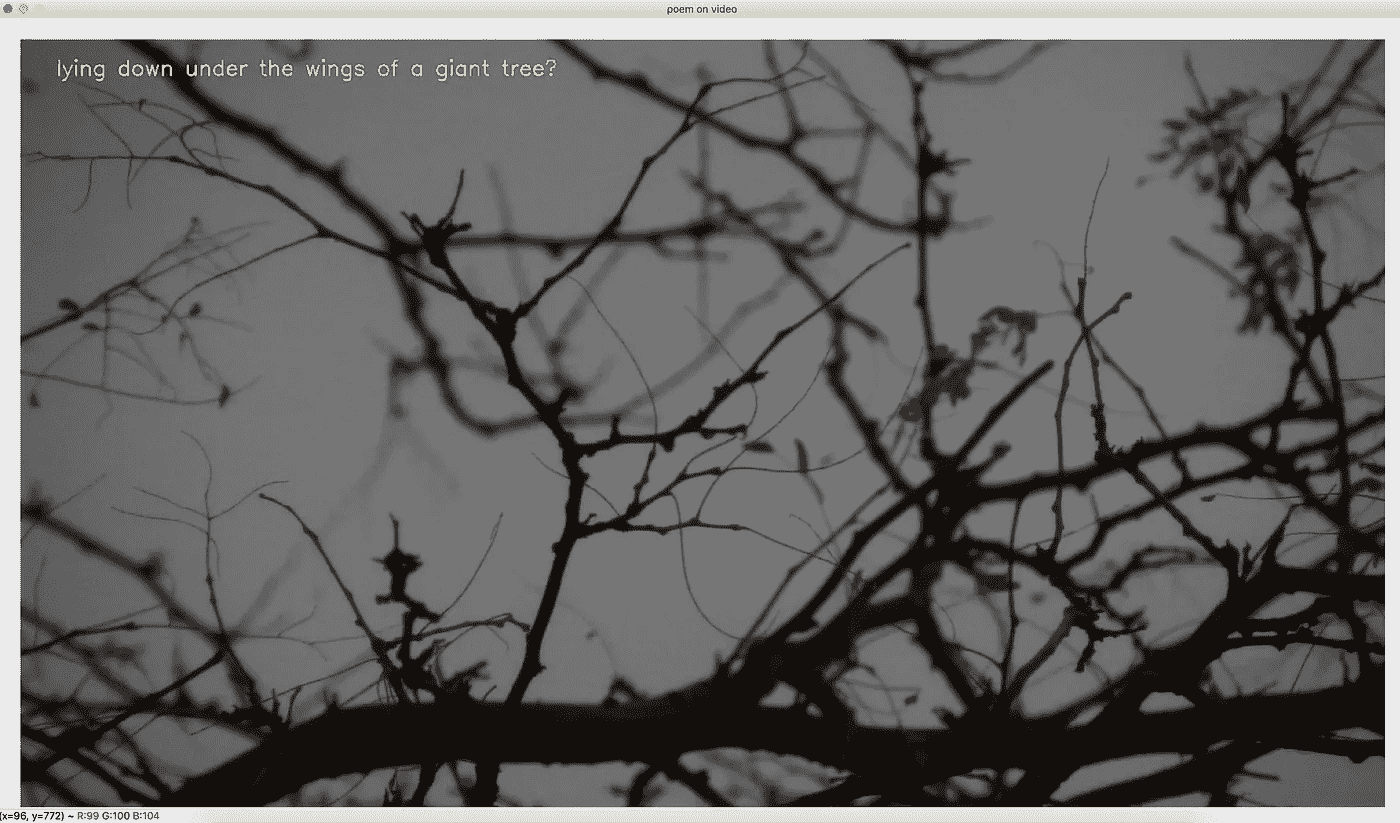 poem on video
lying down under the wings of a giant tree?
(x=96, y=772) ~ R:99 G:100 B:104